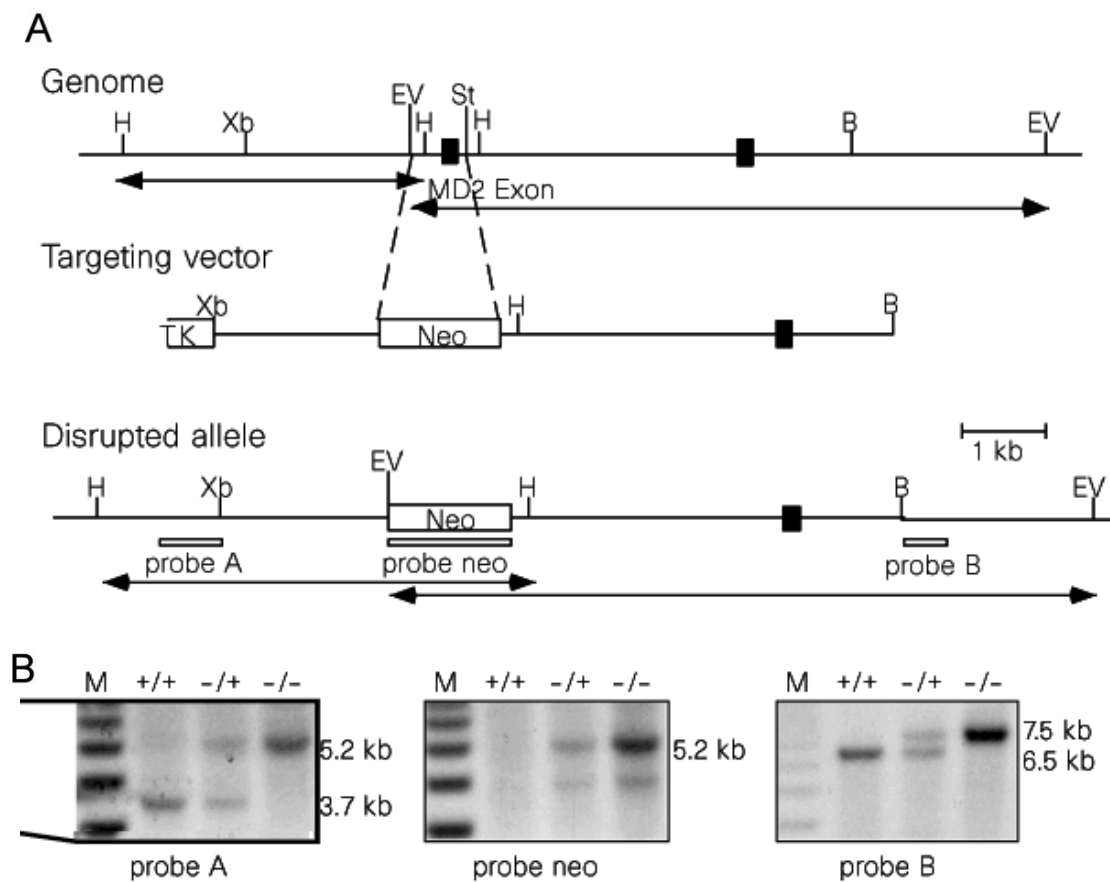 A
Genome
H Xb EV H St H B EV
MD2 Exon
Targeting vector
TK Xb Neo H B
Disrupted allele
1 kb
H Xb EV Neo H B EV
probe A probe neo probe B
B
M +/+ -/+ -/-
5.2 kb
3.7 kb
probe A
M +/+ -/+ -/-
5.2 kb
probe neo
M +/+ -/+ -/-
7.5 kb
6.5 kb
probe B